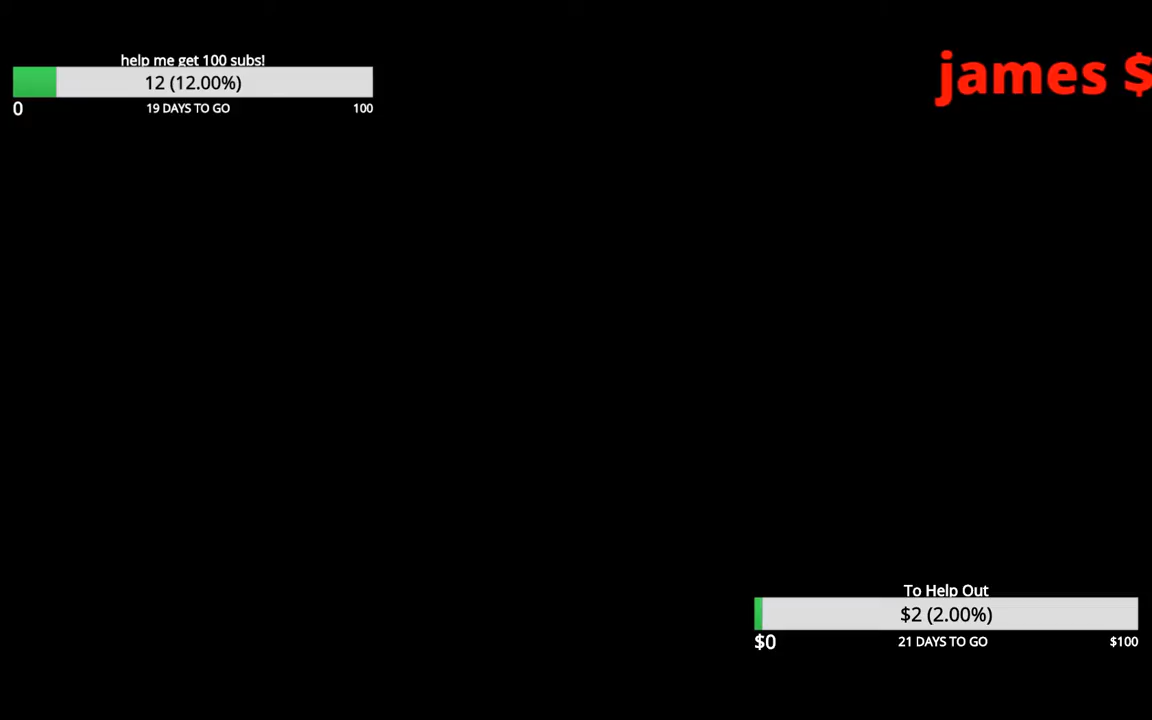 help me get 100 subs!
12 (12.00%)
0 19 DAYS TO GO 100
james $
To Help Out
$2 (2.00%)
$0 21 DAYS TO GO $100